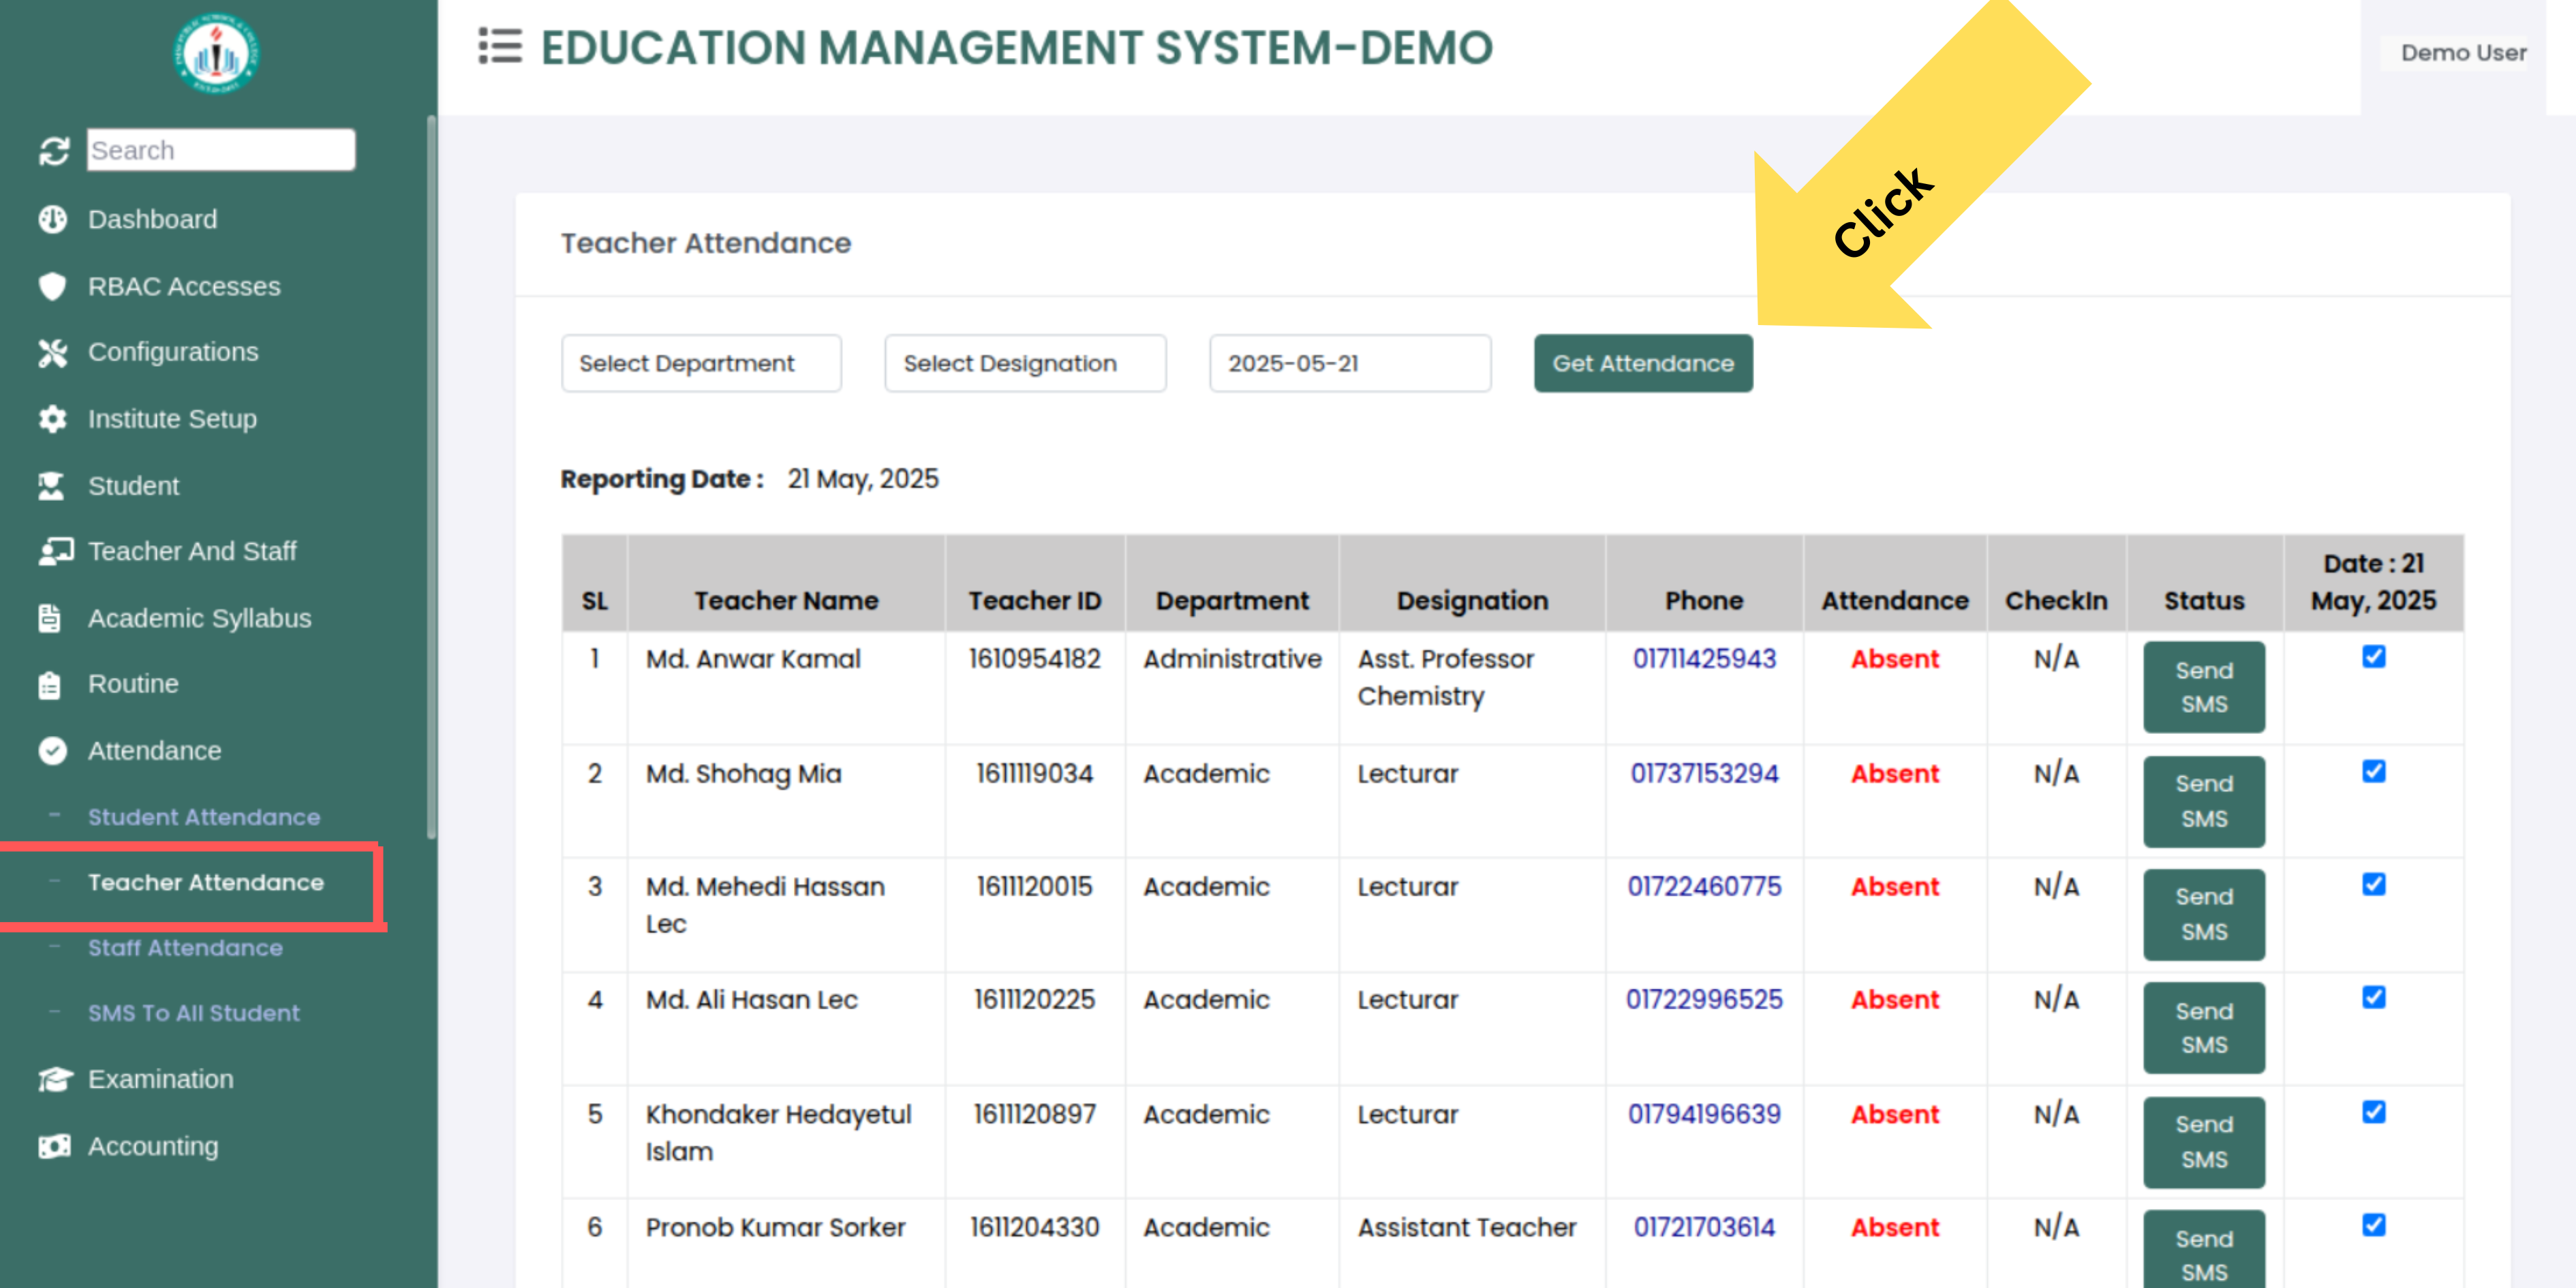 EDUCATION MANAGEMENT SYSTEM-DEMO
Demo User
Search
Dashboard
RBAC Accesses
Configurations
Institute Setup
Student
Teacher And Staff
Academic Syllabus
Routine
Attendance
- Student Attendance
- Teacher Attendance
- Staff Attendance
- SMS To All Student
Examination
Accounting
Click
Teacher Attendance
Select Department Select Designation 2025-05-21 Get Attendance
Reporting Date : 21 May, 2025
SL Teacher Name Teacher ID Department Designation Phone Attendance CheckIn Status Date : 21
May, 2025
1 Md. Anwar Kamal 1610954182 Administrative Asst. Professor
Chemistry 01711425943 Absent N/A Send
SMS
2 Md. Shohag Mia 1611119034 Academic Lecturar 01737153294 Absent N/A Send
SMS
3 Md. Mehedi Hassan
Lec 1611120015 Academic Lecturar 01722460775 Absent N/A Send
SMS
4 Md. Ali Hasan Lec 1611120225 Academic Lecturar 01722996525 Absent N/A Send
SMS
5 Khondaker Hedayetul
Islam 1611120897 Academic Lecturar 01794196639 Absent N/A Send
SMS
6 Pronob Kumar Sorker 1611204330 Academic Assistant Teacher 01721703614 Absent N/A Send
SMS